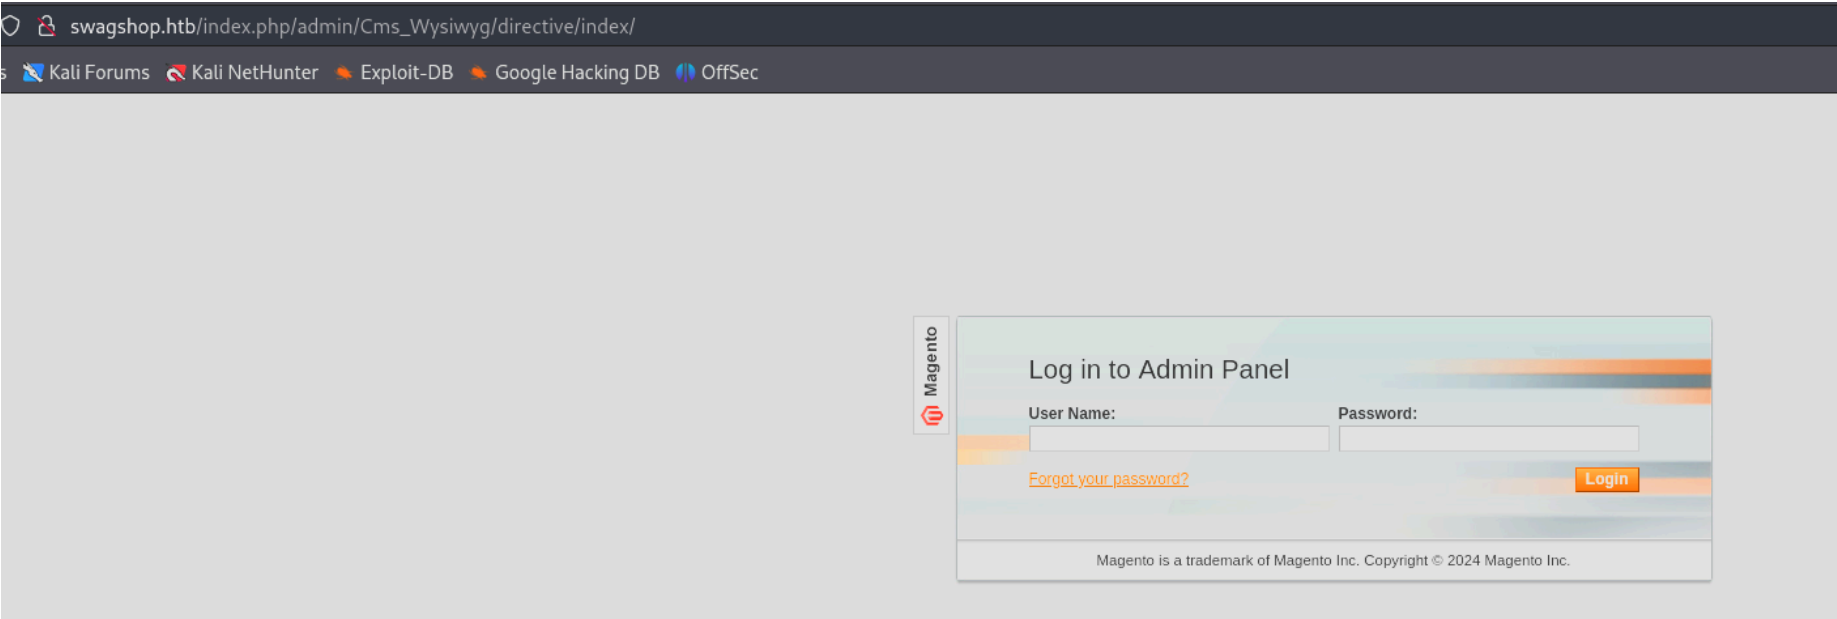 swagshop.htb/index.php/admin/Cms_Wysiwyg/directive/index/
s Kali Forums Kali NetHunter Exploit-DB Google Hacking DB OffSec
Magento
Log in to Admin Panel
User Name: Password:
Forgot your password? Login
Magento is a trademark of Magento Inc. Copyright © 2024 Magento Inc.